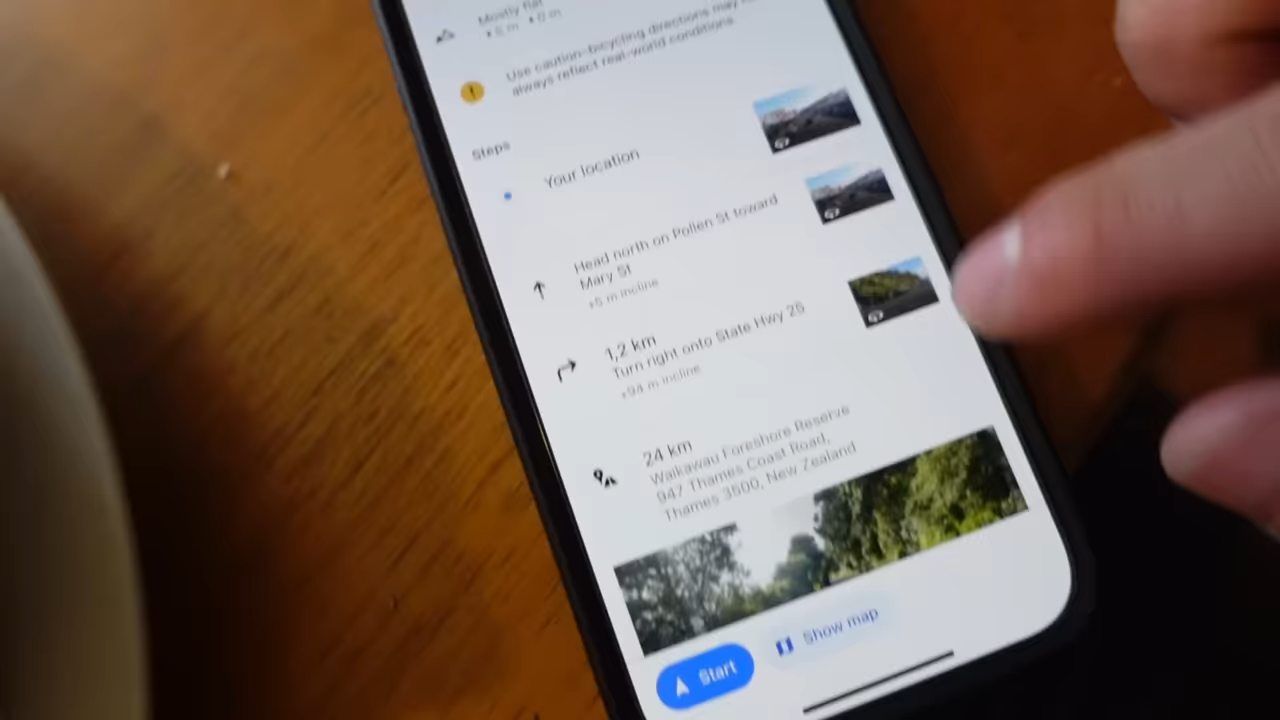 Mostly flat
Use caution–bicycling directions may
always reflect real-world conditions
Steps
Your location
Head north on Pollen St toward
Mary St
+5 m incline
1,2 km
Turn right onto State Hwy 25
+94 m incline
24 km
Waikawau Foreshore Reserve
947 Thames Coast Road,
Thames 3500, New Zealand
Start
Show map